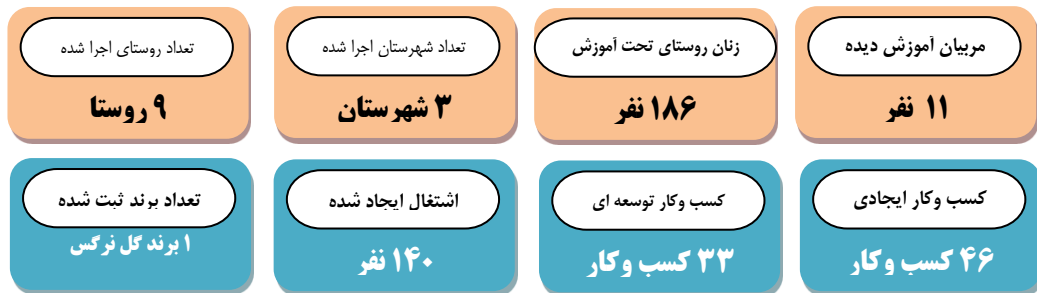 مربیان آموزش دیده
۱۱ نفر
زنان روستای تحت آموزش
۱۸۶ نفر
تعداد شهرستان اجرا شده
۳ شهرستان
تعداد روستای اجرا شده
۹ روستا
کسب وکار ایجادی
۴۶ کسب وکار
کسب وکار توسعه ای
۳۳ کسب وکار
اشتغال ایجاد شده
۱۴۰ نفر
تعداد برند ثبت شده
۱ برند گل نرگس